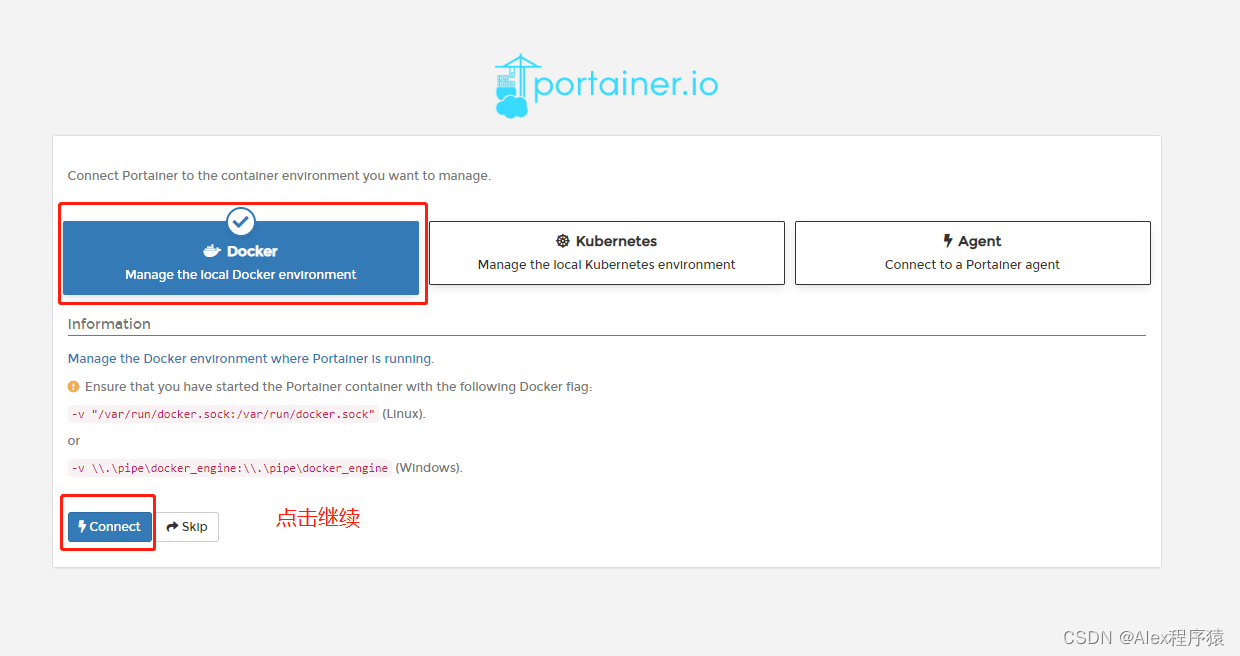 portainer.io
Connect Portainer to the container environment you want to manage.
Docker
Manage the local Docker environment
Kubernetes
Manage the local Kubernetes environment
Agent
Connect to a Portainer agent
Information
Manage the Docker environment where Portainer is running.
Ensure that you have started the Portainer container with the following Docker flag:
-v "/var/run/docker.sock:/var/run/docker.sock" (Linux).
or
-v \\.\pipe\docker_engine:\\.\pipe\docker_engine (Windows).
Connect Skip 点击继续
CSDN @Alex程序猿